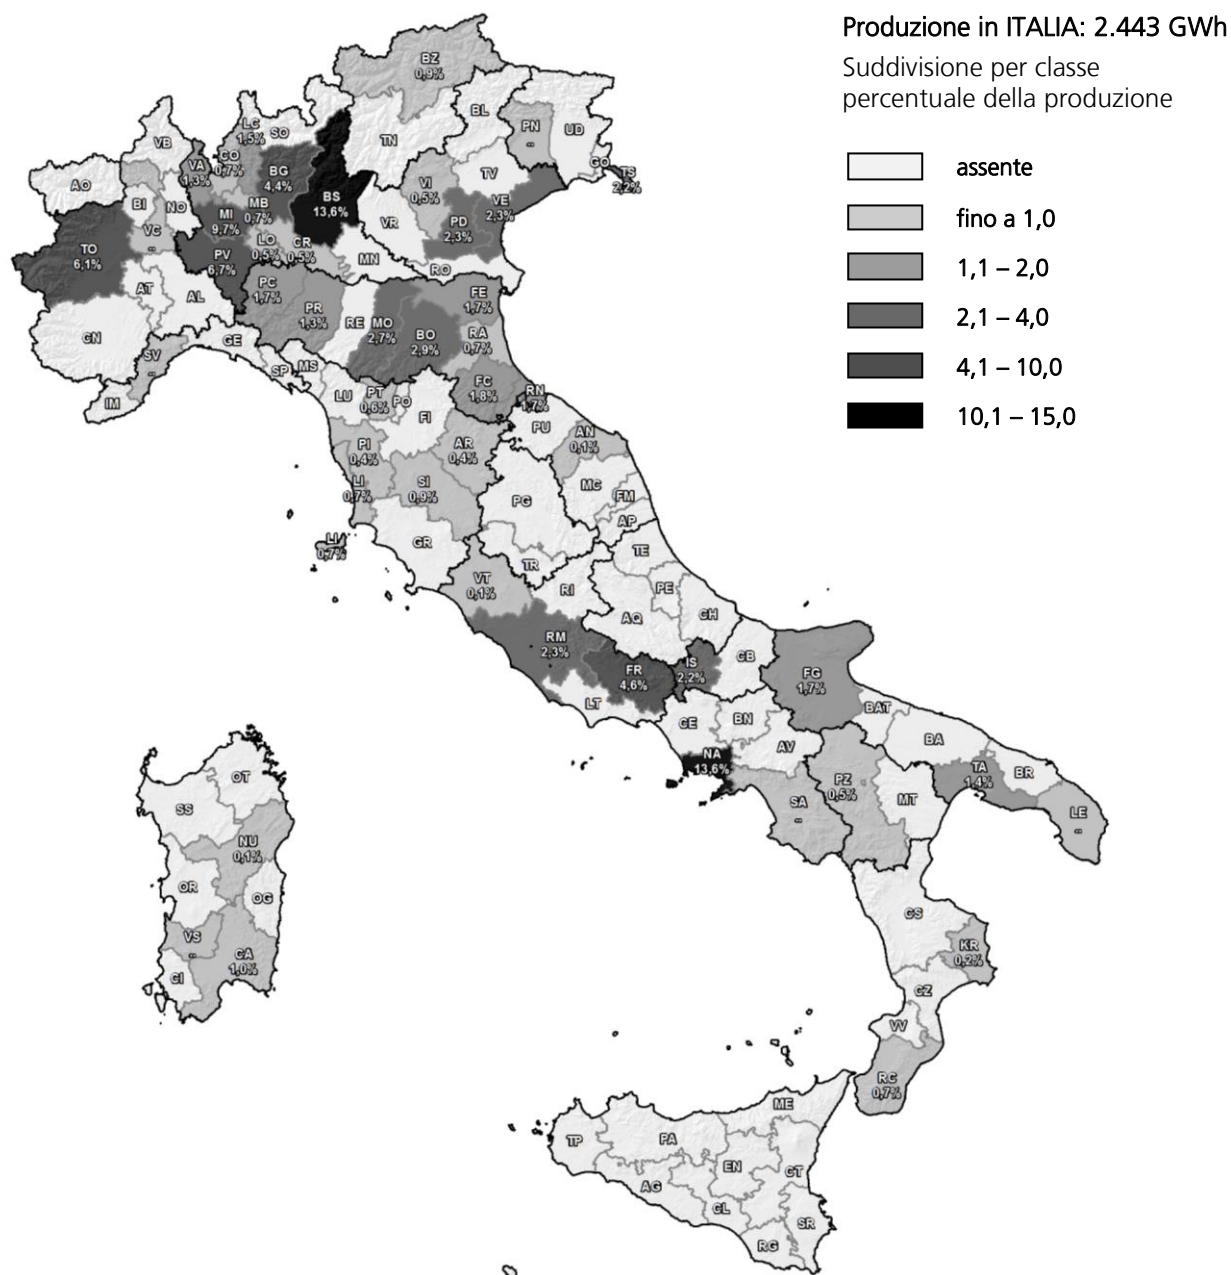 Produzione in ITALIA: 2.443 GWh
Suddivisione per classe
percentuale della produzione
assente
fino a 1,0
1,1 – 2,0
2,1 – 4,0
4,1 – 10,0
10,1 – 15,0
BZ
0,9%
BL
PN
--
UD
GO
TS
2,2%
TN
SO
LC
1,5%
VB
VA
1,3%
CO
0,7%
BG
4,4%
BS
13,6%
VI
0,5%
TV
VE
2,3%
PD
2,3%
VR
RO
AO
BI
NO
MB
0,7%
MI
9,7%
VC
--
LO
0,5%
CR
0,5%
MN
TO
6,1%
PV
6,7%
AT
AL
PC
1,7%
PR
1,3%
RE
MO
2,7%
BO
2,9%
FE
1,7%
RA
0,7%
CN
SV
--
GE
IM
SP
MS
FC
1,8%
RN
1,7%
LU
PT
0,6%
PO
FI
PU
AN
0,1%
PI
0,4%
AR
0,4%
LI
0,7%
SI
0,9%
PG
MC
FM
AP
GR
LI
0,7%
TE
TR
VT
0,1%
RI
PE
AQ
CH
RM
2,3%
FR
4,6%
IS
2,2%
CB
FG
1,7%
LT
CE
BN
BAT
BA
AV
NA
13,6%
BR
TA
1,4%
PZ
0,5%
MT
SA
--
LE
--
OT
SS
NU
0,1%
OR
OG
VS
--
CA
1,0%
CI
CS
KR
0,2%
CZ
VV
RC
0,7%
ME
TP
PA
EN
CT
AG
CL
SR
RG